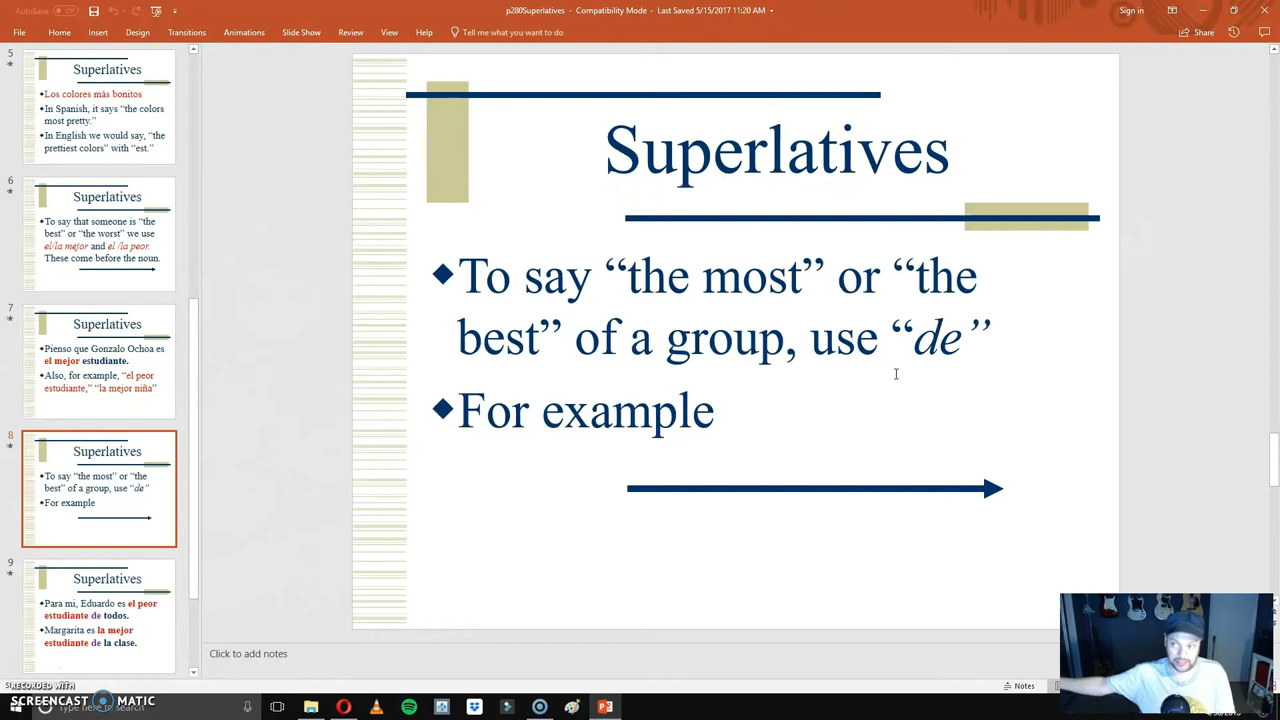 AutoSave
Off
p280Superlatives - Compatibility Mode - Last Saved 5/15/2017 11:20 AM
Sign in
File Home Insert Design Transitions Animations Slide Show Review View Help Tell me what you want to do
Share
5
Superlatives
Los colores más bonitos
In Spanish, it says “the colors
most pretty.”
In English we would say, “the
prettiest colors” with “est.”
6
Superlatives
To say that someone is “the
best” or “the worst” we use
el/la mejor and el /la peor.
These come before the noun.
7
Superlatives
Pienso que Gonzalo Ochoa es
el mejor estudiante.
Also, for example, “el peor
estudiante,” “la mejor niña”
8
Superlatives
To say “the most” or “the
best” of a group, use “de”
For example
9
Superlatives
Para mi, Eduardo es el peor
estudiante de todos.
Margarita es la mejor
estudiante de la clase.
Superlatives
To say “the most” or “the
best” of a group, use “de”
For example
Click to add notes
Notes
RECORDED WITH
SCREENCAST MATIC
here to search